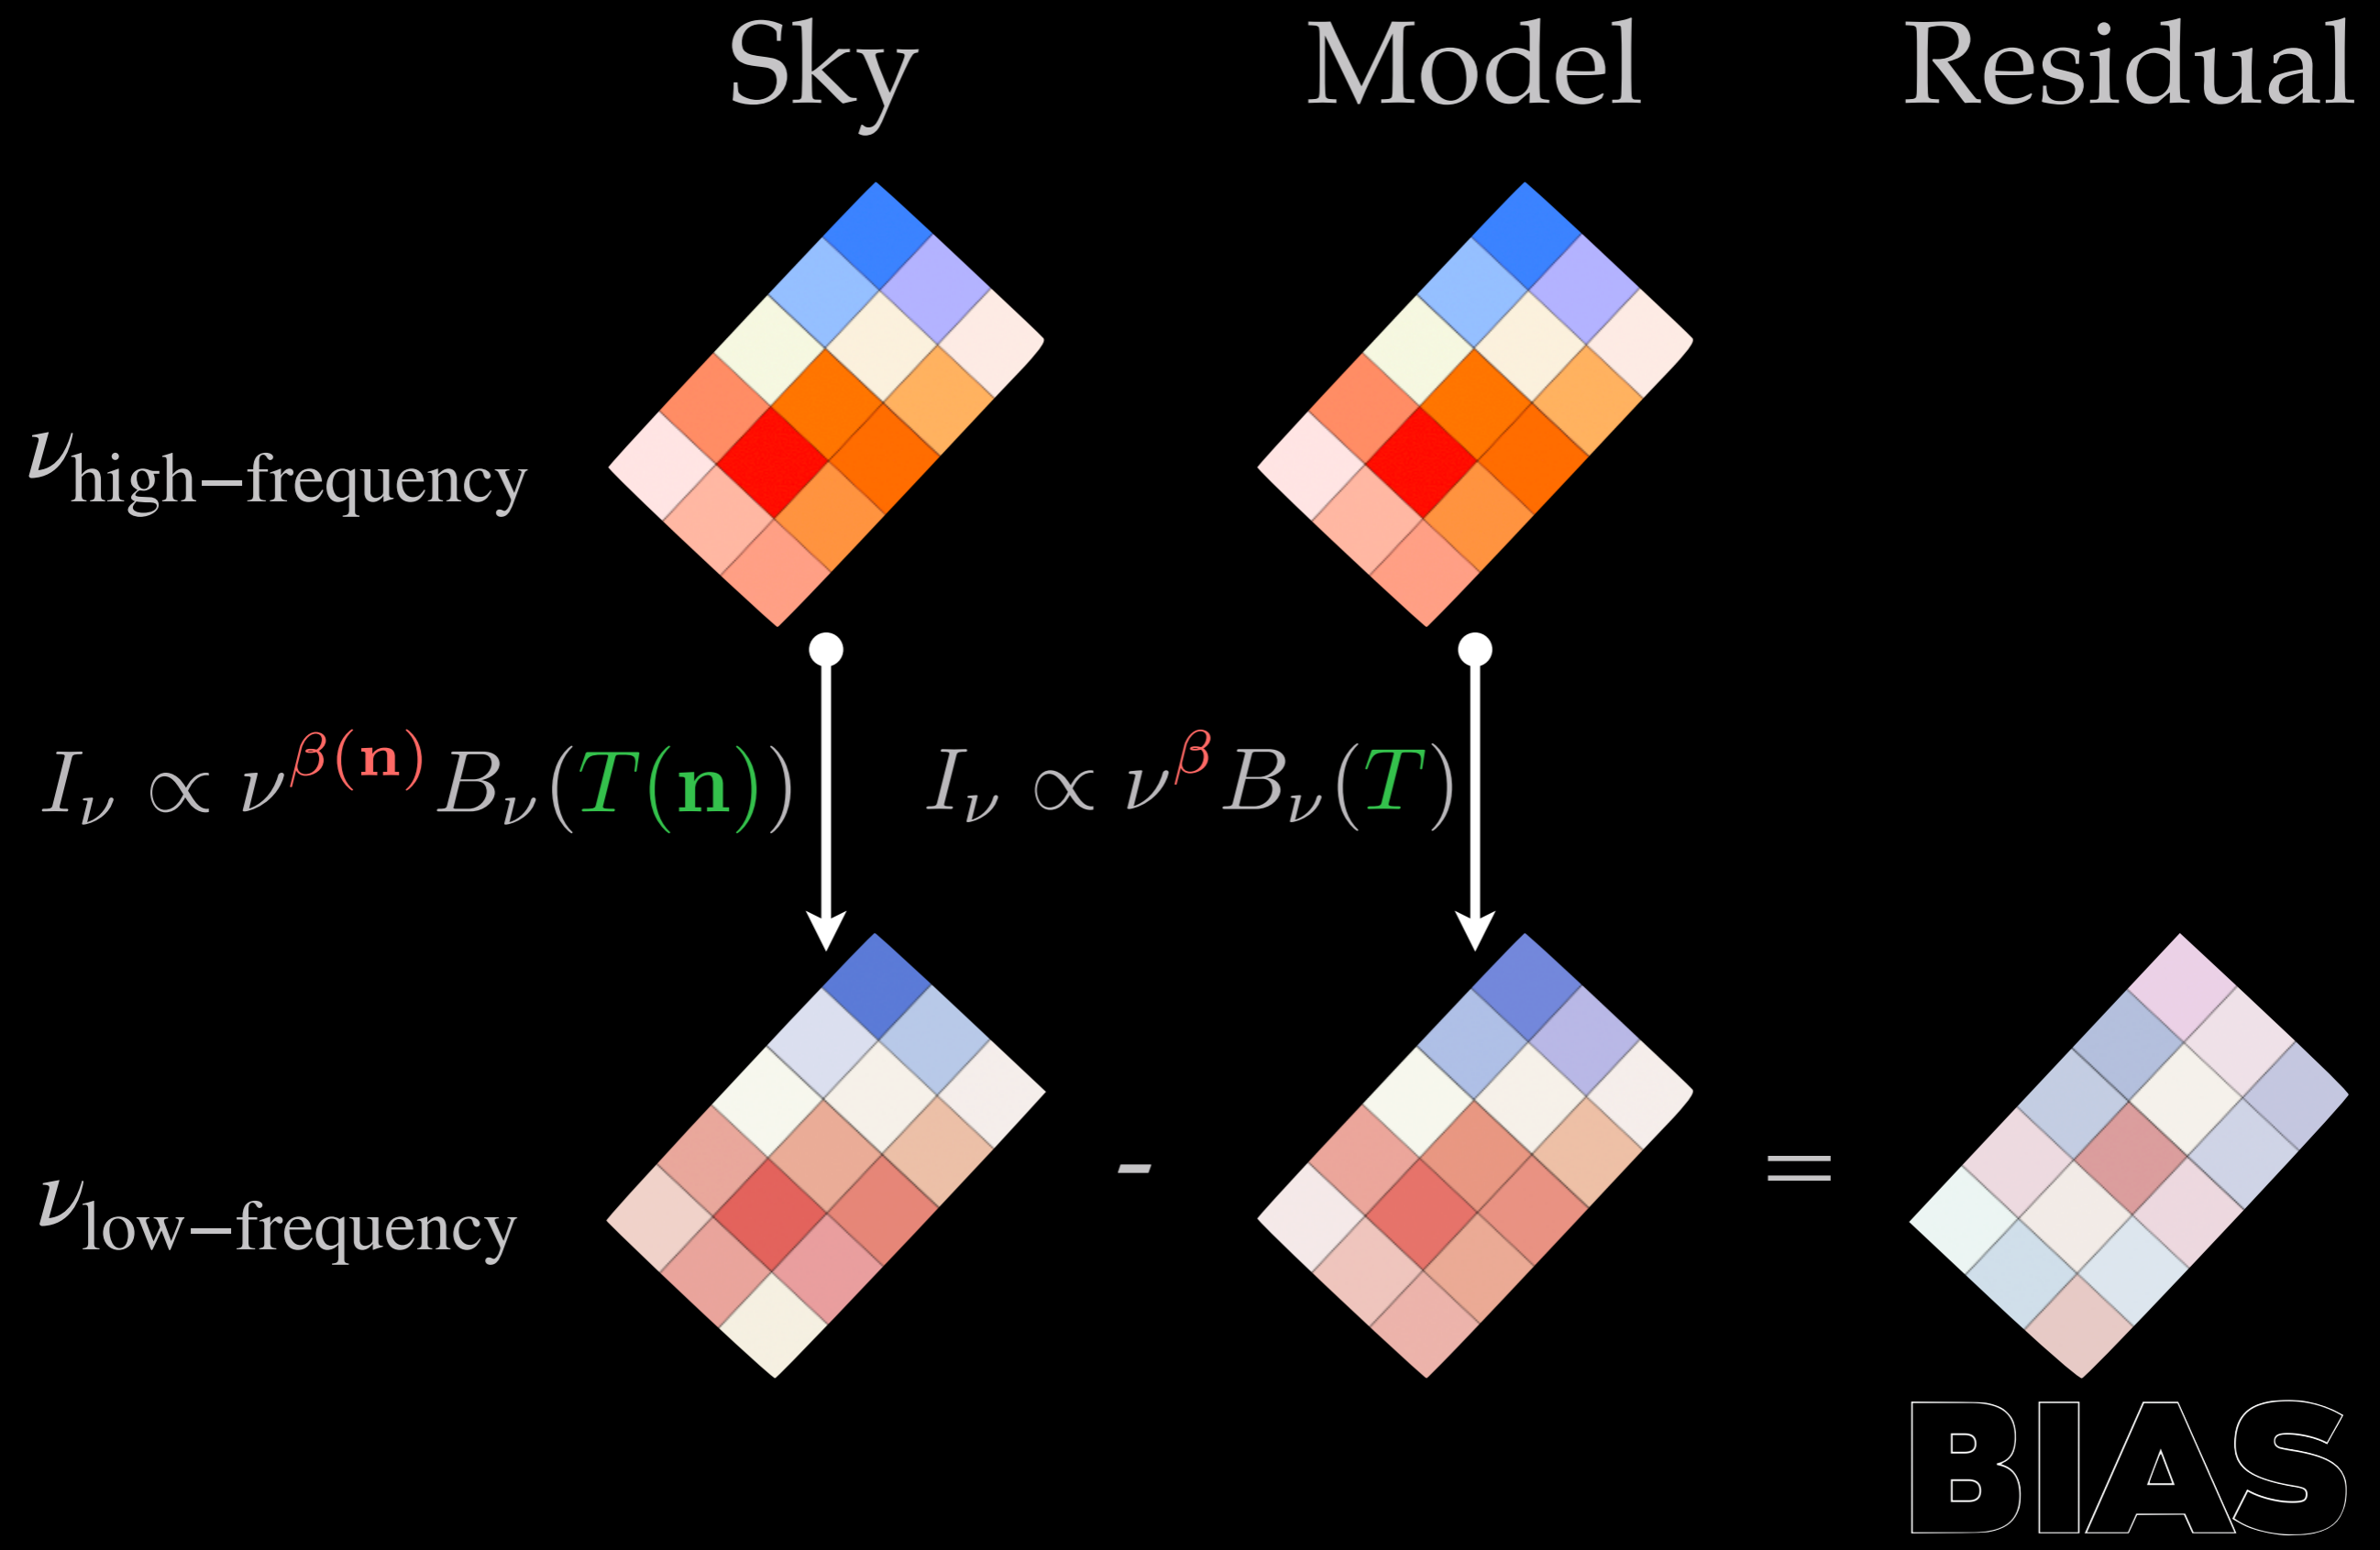 Sky Model Residual
ν_high−frequency
I_ν ∝ ν^β(n) B_ν(T(n)) I_ν ∝ ν^β B_ν(T)
ν_low−frequency - =
BIAS